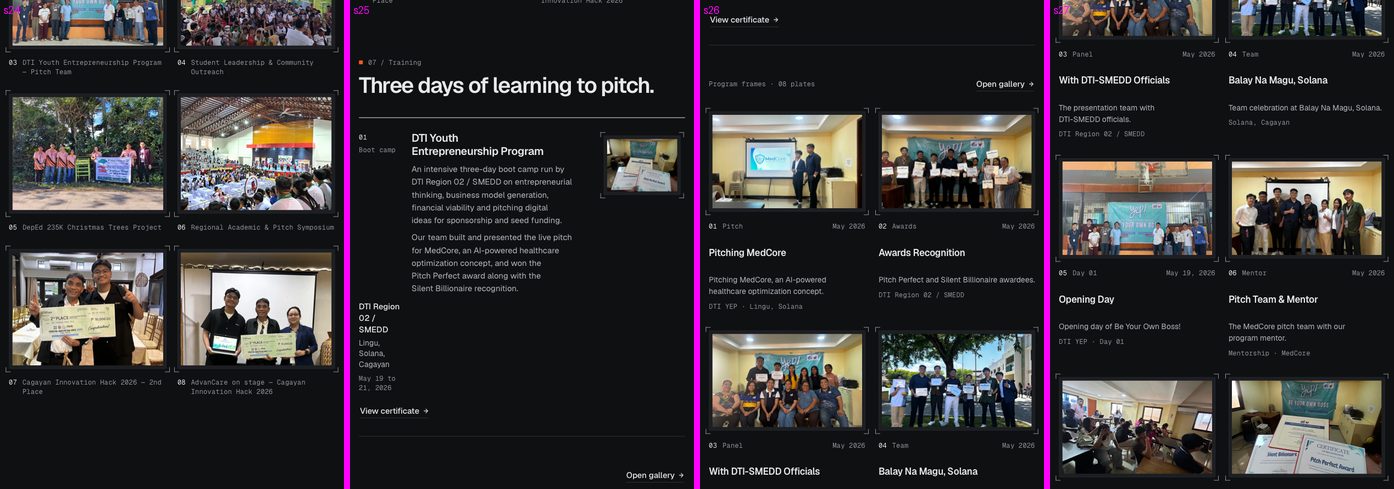 s24
03 DTI Youth Entrepreneurship Program
— Pitch Team
04 Student Leadership & Community
Outreach
05 DepEd 235K Christmas Trees Project
06 Regional Academic & Pitch Symposium
07 Cagayan Innovation Hack 2026 — 2nd
Place
08 AdvanCare on stage — Cagayan
Innovation Hack 2026
s25
Place
Innovation Hack 2026
07 / Training
Three days of learning to pitch.
01
Boot camp
DTI Youth
Entrepreneurship Program
An intensive three-day boot camp run by
DTI Region 02 / SMEDD on entrepreneurial
thinking, business model generation,
financial viability and pitching digital
ideas for sponsorship and seed funding.
Our team built and presented the live pitch
for MedCore, an AI-powered healthcare
optimization concept, and won the
Pitch Perfect award along with the
Silent Billionaire recognition.
DTI Region
02 /
SMEDD
Lingu,
Solana,
Cagayan
May 19 to
21, 2026
View certificate →
Open gallery →
s26
View certificate →
Program frames · 08 plates
Open gallery →
MedCore
01 Pitch May 2026
Pitching MedCore
Pitching MedCore, an AI-powered
healthcare optimization concept.
DTI YEP · Lingu, Solana
02 Awards May 2026
Awards Recognition
Pitch Perfect and Silent Billionaire awardees.
DTI Region 02 / SMEDD
03 Panel May 2026
With DTI-SMEDD Officials
04 Team May 2026
Balay Na Magu, Solana
s27
03 Panel May 2026
With DTI-SMEDD Officials
The presentation team with
DTI-SMEDD officials.
DTI Region 02 / SMEDD
04 Team May 2026
Balay Na Magu, Solana
Team celebration at Balay Na Magu, Solana.
Solana, Cagayan
yep!
05 Day 01 May 19, 2026
Opening Day
Opening day of Be Your Own Boss!
DTI YEP · Day 01
06 Mentor May 2026
Pitch Team & Mentor
The MedCore pitch team with our
program mentor.
Mentorship · MedCore
BE YOUR OWN BOSS
Silent Billionaire
CERTIFICATE
Pitch Perfect Award